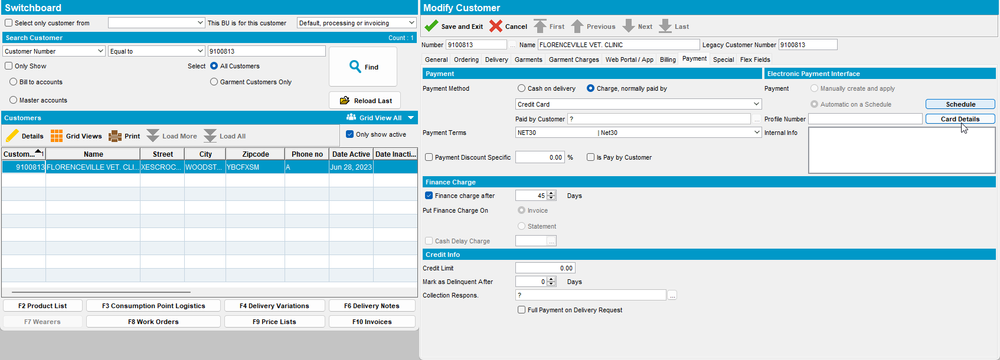 Switchboard
Select only customer from
This BU is for this customer
Default, processing or invoicing
Search Customer
Count : 1
Customer Number
Equal to
9100813
Only Show
Select
All Customers
Find
Bill to accounts
Garment Customers Only
Master accounts
Reload Last
Customers
Grid View All
Details
Grid Views
Print
Load More
Load All
Only show active
Custom... 1
Name
Street
City
Zipcode
Phone no
Date Active
Date Inacti...
9100813
FLORENCEVILLE VET. CLI...
XESCROC...
WOODST...
YBCFXSM
A
Jun 28, 2023
F2 Product List
F3 Consumption Point Logistics
F4 Delivery Variations
F6 Delivery Notes
F7 Wearers
F8 Work Orders
F9 Price Lists
F10 Invoices
Modify Customer
Save and Exit
Cancel
First
Previous
Next
Last
Number
9100813
...
Name
FLORENCEVILLE VET. CLINIC
Legacy Customer Number
9100813
General
Ordering
Delivery
Garments
Garment Charges
Web Portal / App
Billing
Payment
Special
Flex Fields
Payment
Payment Method
Cash on delivery
Charge, normally paid by
Credit Card
Paid by Customer
?
...
Payment Terms
NET30 | Net30
Payment Discount Specific
0.00
%
Is Pay by Customer
Electronic Payment Interface
Payment
Manually create and apply
Automatic on a Schedule
Schedule
Profile Number
Card Details
Internal Info
Finance Charge
Finance charge after
45
Days
Put Finance Charge On
Invoice
Statement
Cash Delay Charge
...
Credit Info
Credit Limit
0.00
Mark as Delinquent After
0
Days
Collection Respons.
?
...
Full Payment on Delivery Request